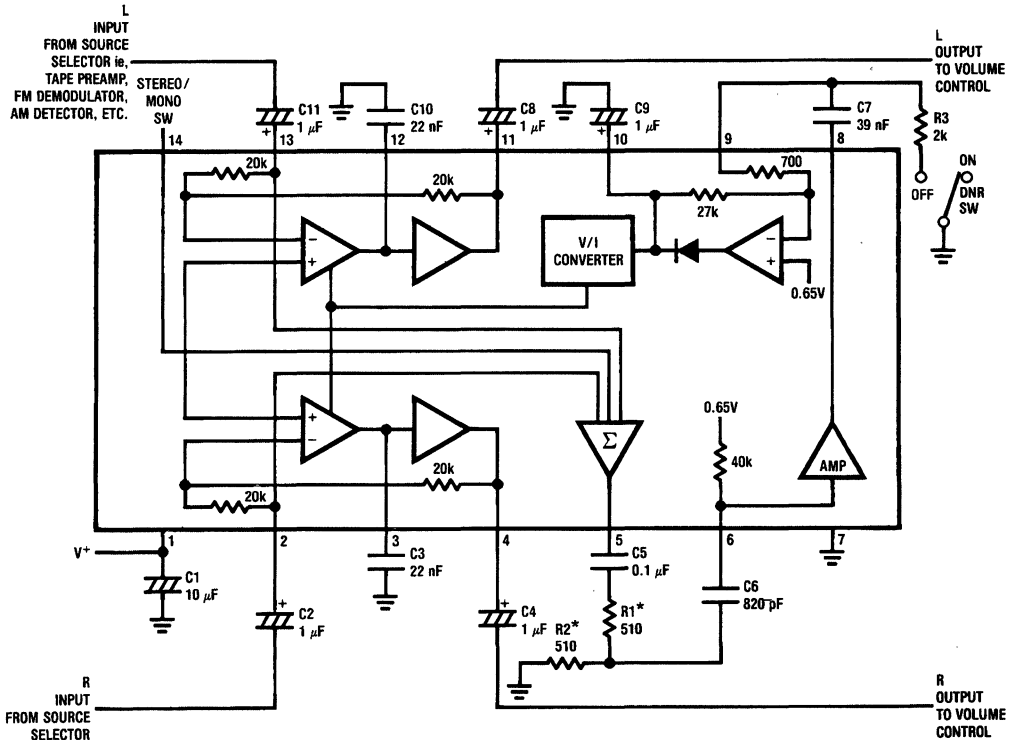 L
INPUT
FROM SOURCE
SELECTOR ie,
TAPE PREAMP,
FM DEMODULATOR,
AM DETECTOR, ETC.
STEREO/
MONO
SW
14
C11
1 μF
+
13
C10
22 nF
12
C8
1 μF
+
11
C9
1 μF
+
10
9
C7
39 nF
8
R3
2k
L
OUTPUT
TO VOLUME
CONTROL
OFF
ON
DNR
SW
20k
20k
700
27k
−
+
V/I
CONVERTER
−
+
0.65V
+
−
20k
20k
Σ
0.65V
40k
AMP
V+
1
C1
10 μF
2
+
C2
1 μF
3
C3
22 nF
4
+
C4
1 μF
5
C5
0.1 μF
R1*
510
R2*
510
6
C6
820 pF
7
R
INPUT
FROM SOURCE
SELECTOR
R
OUTPUT
TO VOLUME
CONTROL